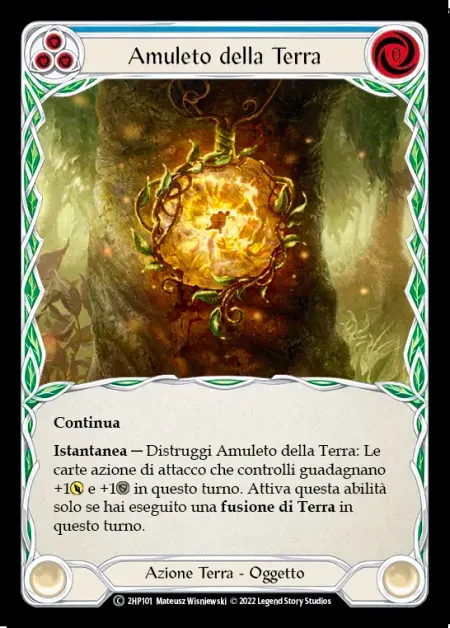 Amuleto della Terra
0
Continua
Istantanea — Distruggi Amuleto della Terra: Le
carte azione di attacco che controlli guadagnano
+1 e +1 in questo turno. Attiva questa abilità
solo se hai eseguito una fusione di Terra in
questo turno.
Azione Terra - Oggetto
C 2HP101 Mateusz Wisniewski © 2022 Legend Story Studios